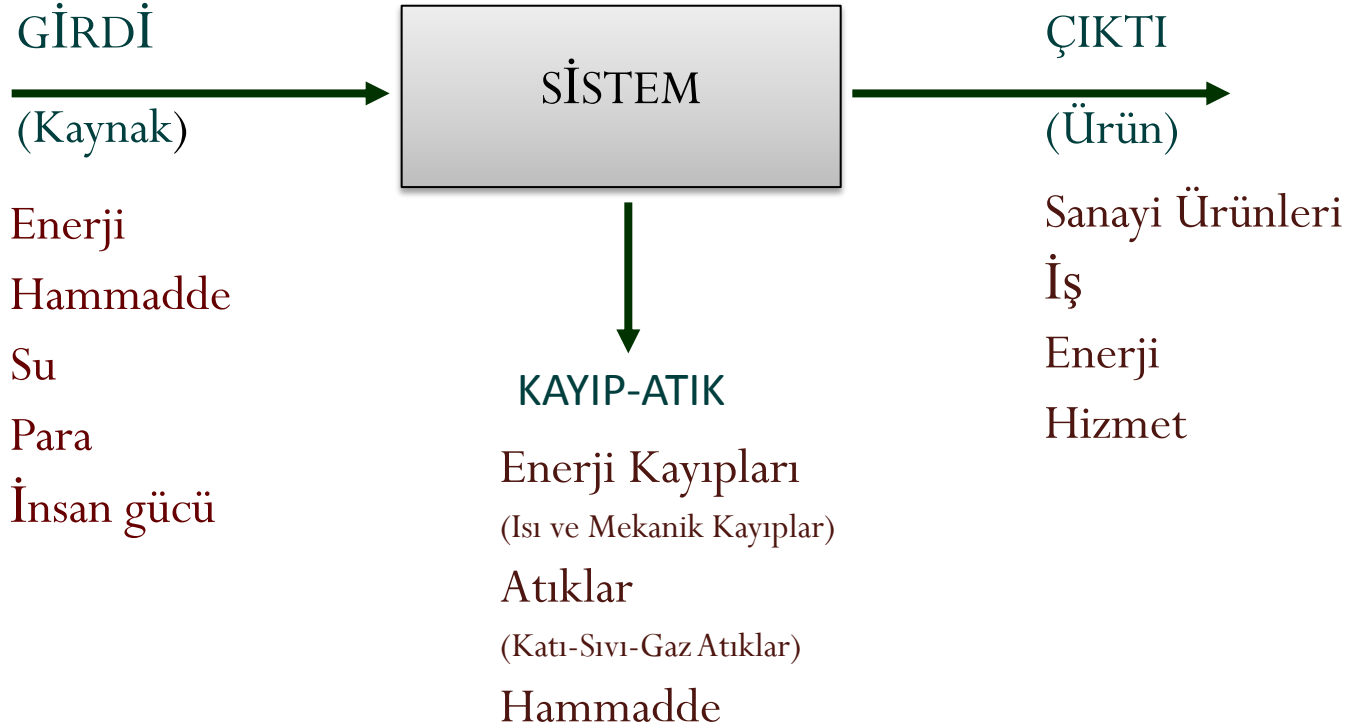 GİRDİ
(Kaynak)
Enerji
Hammadde
Su
Para
İnsan gücü
SİSTEM
KAYIP-ATIK
Enerji Kayıpları
(Isı ve Mekanik Kayıplar)
Atıklar
(Katı-Sıvı-Gaz Atıklar)
Hammadde
ÇIKTI
(Ürün)
Sanayi Ürünleri
İş
Enerji
Hizmet